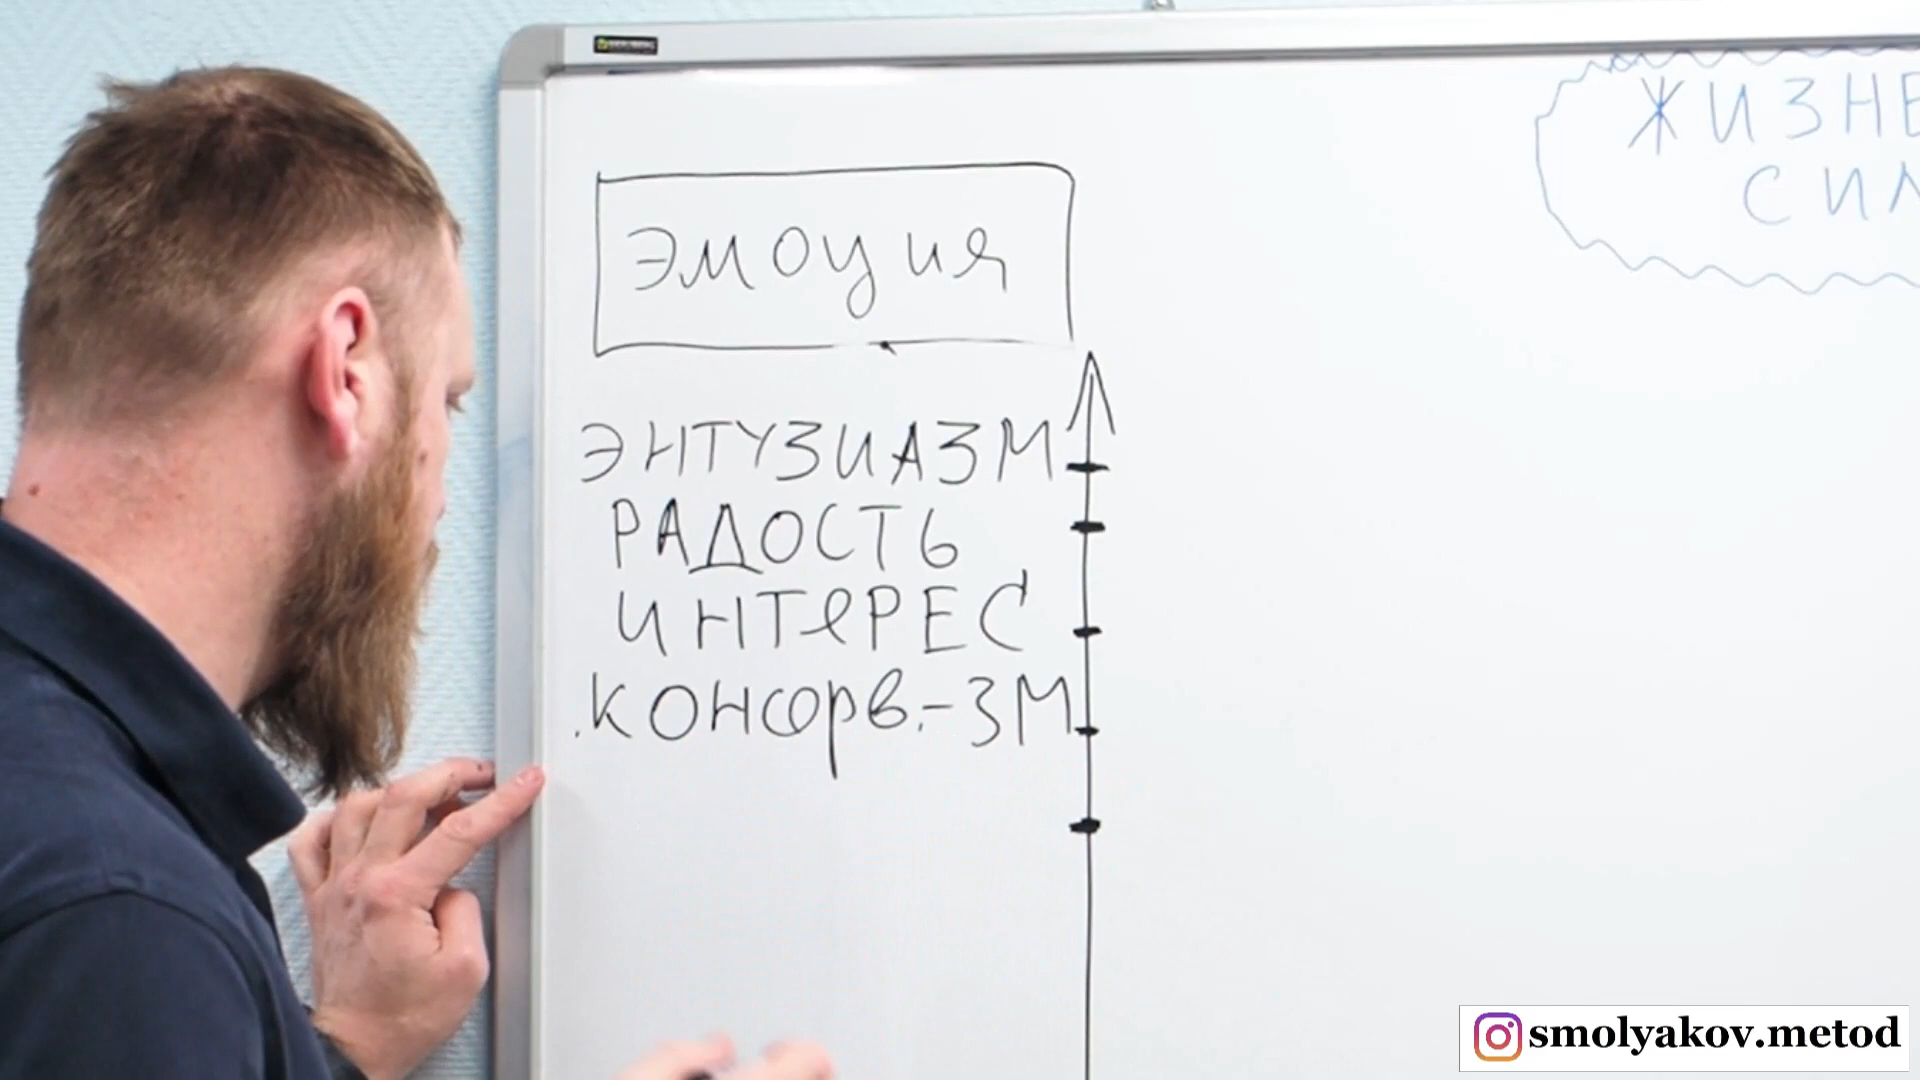 эмоция
ЭНТУЗИАЗМ
РАДОСТЬ
ИНТЕРЕС
КОНСЕРВ.-ЗМ
ЖИЗНЕ
СИЛ
smolyakov.metod